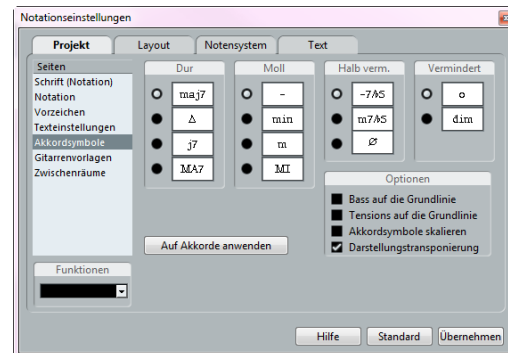 Notationseinstellungen
Projekt
Layout
Notensystem
Text
Seiten
Schrift (Notation)
Notation
Vorzeichen
Texteinstellungen
Akkordsymbole
Gitarrenvorlagen
Zwischenräume
Funktionen
Dur
maj7
Δ
j7
MA7
Moll
-
min
m
MI
Halb verm.
-7/♭5
m7/♭5
Ø
Vermindert
o
dim
Optionen
Bass auf die Grundlinie
Tensions auf die Grundlinie
Akkordsymbole skalieren
Darstellungstransponierung
Auf Akkorde anwenden
Hilfe
Standard
Übernehmen